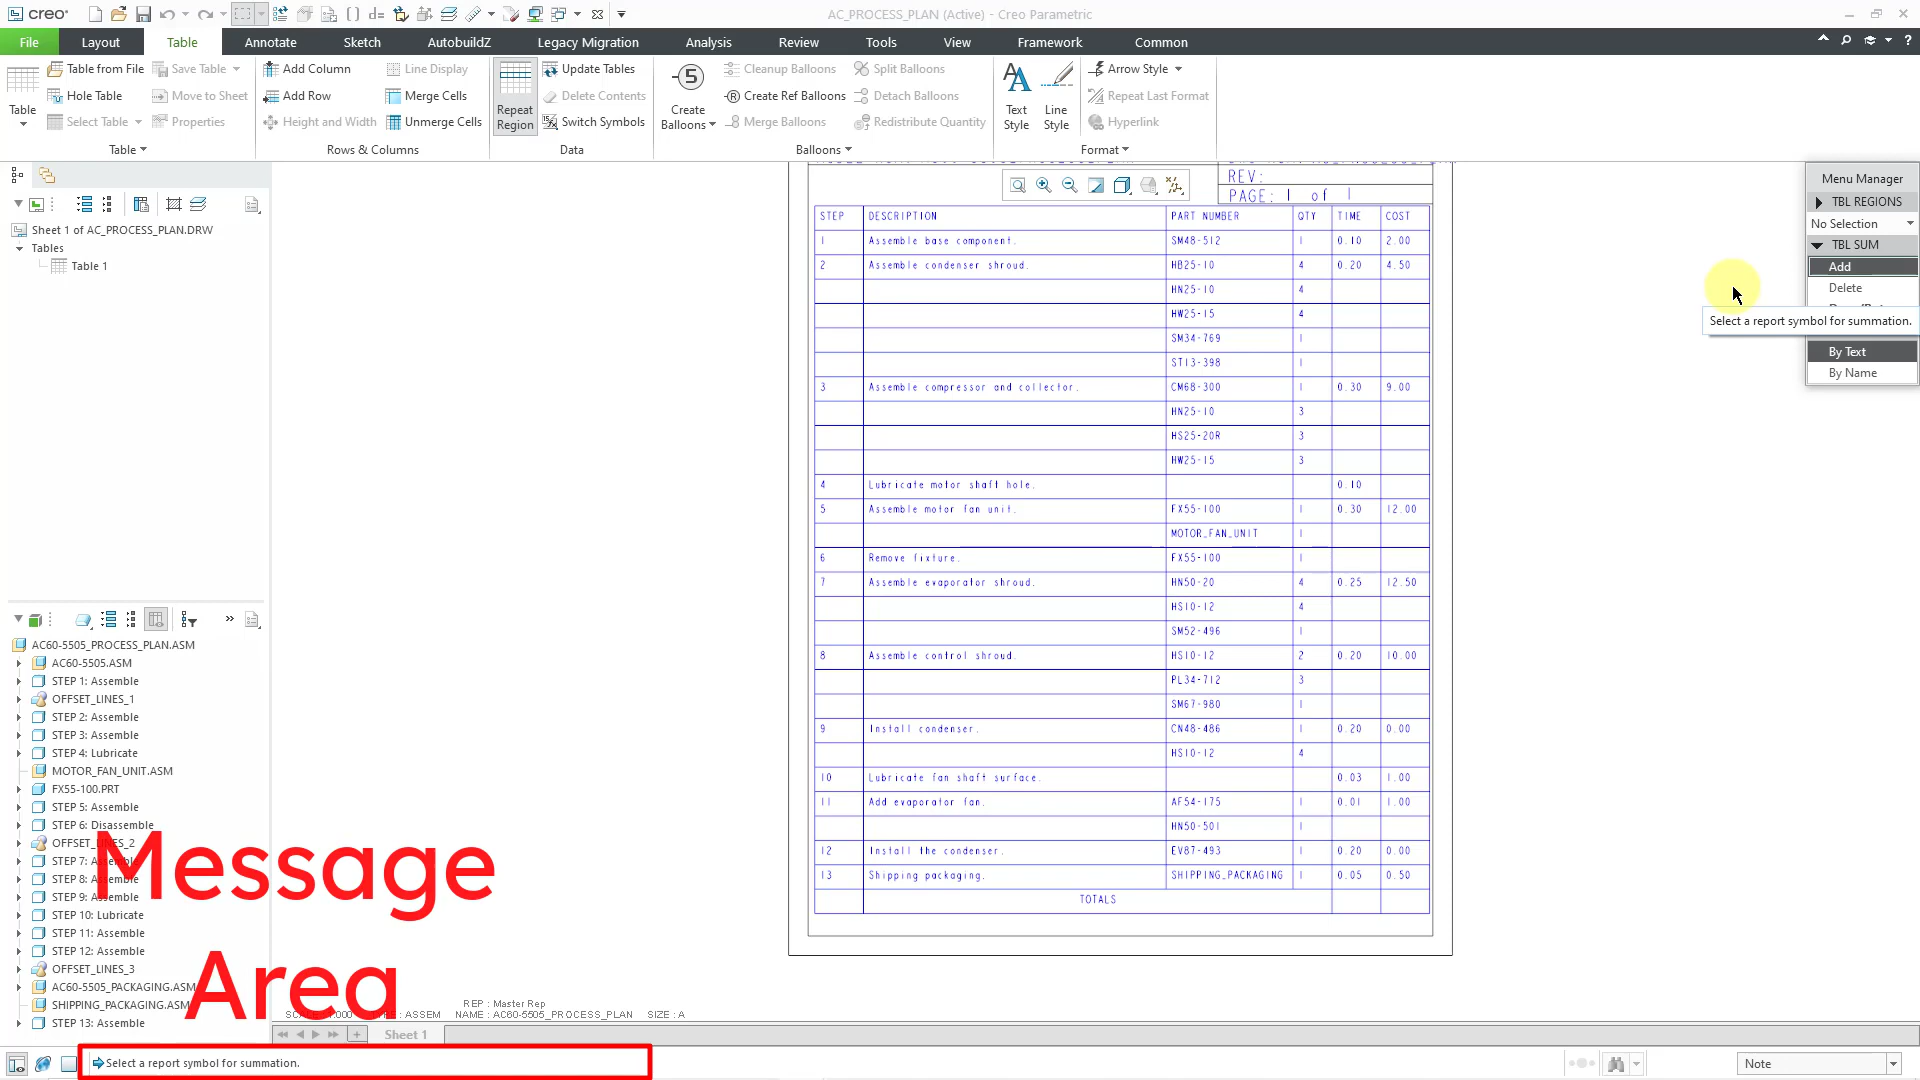 creo
AC_PROCESS_PLAN (Active) - Creo Parametric
File Layout Table Annotate Sketch AutobuildZ Legacy Migration Analysis Review Tools View Framework Common
Table from File Save Table Add Column Line Display Update Tables Cleanup Balloons Split Balloons Arrow Style
Hole Table Move to Sheet Add Row Merge Cells Delete Contents Create Ref Balloons Detach Balloons Repeat Last Format
Table Select Table Properties Height and Width Unmerge Cells Repeat Region Switch Symbols Create Balloons Merge Balloons Redistribute Quantity Text Style Line Style Hyperlink
Table Rows & Columns Data Balloons Format
Sheet 1 of AC_PROCESS_PLAN.DRW
Tables
Table 1
REV:
PAGE: 1 of 1
STEP DESCRIPTION PART NUMBER QTY TIME COST
1 Assemble base component. SM48-512 1 0.10 2.00
2 Assemble condenser shroud. HB25-10 4 0.20 4.50
HN25-10 4
HW25-15 4
SM34-769 1
ST13-398 1
3 Assemble compressor and collector. CM68-300 1 0.30 9.00
HN25-10 3
HS25-20R 3
HW25-15 3
4 Lubricate motor shaft hole. 0.10
5 Assemble motor fan unit. FX55-100 1 0.30 12.00
MOTOR_FAN_UNIT 1
6 Remove fixture. FX55-100 1
7 Assemble evaporator shroud. HN50-20 4 0.25 12.50
HS10-12 4
SM52-496 1
8 Assemble control shroud. HS10-12 2 0.20 10.00
PL34-712 3
SM67-980 1
9 Install condenser. CN48-486 1 0.20 0.00
HS10-12 4
10 Lubricate fan shaft surface. 0.03 1.00
11 Add evaporator fan. AF54-175 1 0.01 1.00
HN50-501 1
12 Install the condenser. EV87-493 1 0.20 0.00
13 Shipping packaging. SHIPPING_PACKAGING 1 0.05 0.50
TOTALS
Menu Manager
TBL REGIONS
No Selection
TBL SUM
Add
Delete
Select a report symbol for summation.
By Text
By Name
AC60-5505_PROCESS_PLAN.ASM
AC60-5505.ASM
STEP 1: Assemble
OFFSET_LINES_1
STEP 2: Assemble
STEP 3: Assemble
STEP 4: Lubricate
MOTOR_FAN_UNIT.ASM
FX55-100.PRT
STEP 5: Assemble
STEP 6: Disassemble
OFFSET_LINES_2
STEP 7: Assemble
STEP 8: Assemble
STEP 9: Assemble
STEP 10: Lubricate
STEP 11: Assemble
STEP 12: Assemble
OFFSET_LINES_3
AC60-5505_PACKAGING.ASM
SHIPPING_PACKAGING.ASM
STEP 13: Assemble
Message
Area
REP : Master Rep
ASSEM NAME : AC60-5505_PROCESS_PLAN SIZE : A
Sheet 1
Select a report symbol for summation.
Note